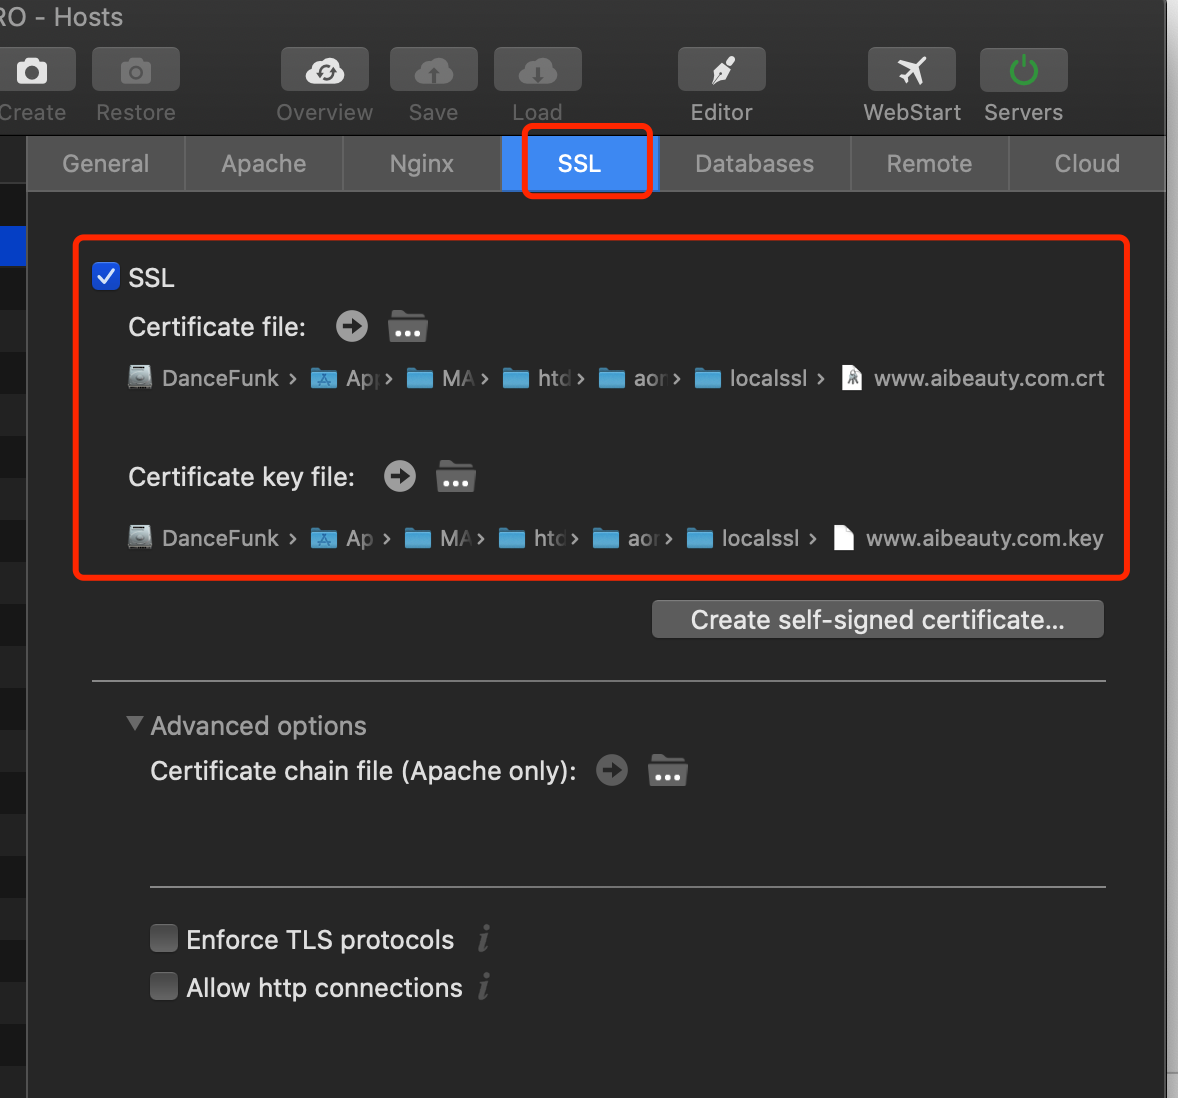 RO - Hosts
Create Restore Overview Save Load Editor WebStart Servers
General Apache Nginx SSL Databases Remote Cloud
SSL
Certificate file:
DanceFunk › Ap › MA › htd › aor › localssl › www.aibeauty.com.crt
Certificate key file:
DanceFunk › Ap › MA › htd › aor › localssl › www.aibeauty.com.key
Create self-signed certificate...
Advanced options
Certificate chain file (Apache only):
Enforce TLS protocols i
Allow http connections i